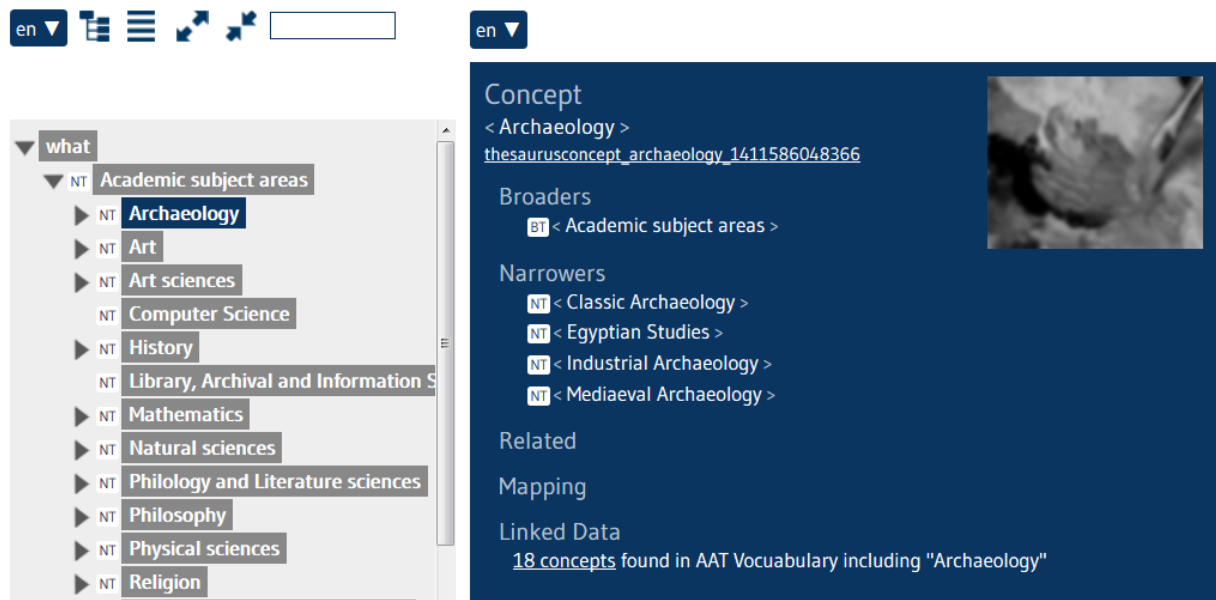 en ▼
what
NT Academic subject areas
NT Archaeology
NT Art
NT Art sciences
NT Computer Science
NT History
NT Library, Archival and Information S
NT Mathematics
NT Natural sciences
NT Philology and Literature sciences
NT Philosophy
NT Physical sciences
NT Religion
en ▼
Concept
< Archaeology >
thesaurusconcept_archaeology_1411586048366
Broaders
BT < Academic subject areas >
Narrowers
NT < Classic Archaeology >
NT < Egyptian Studies >
NT < Industrial Archaeology >
NT < Mediaeval Archaeology >
Related
Mapping
Linked Data
18 concepts found in AAT Vocuabulary including "Archaeology"